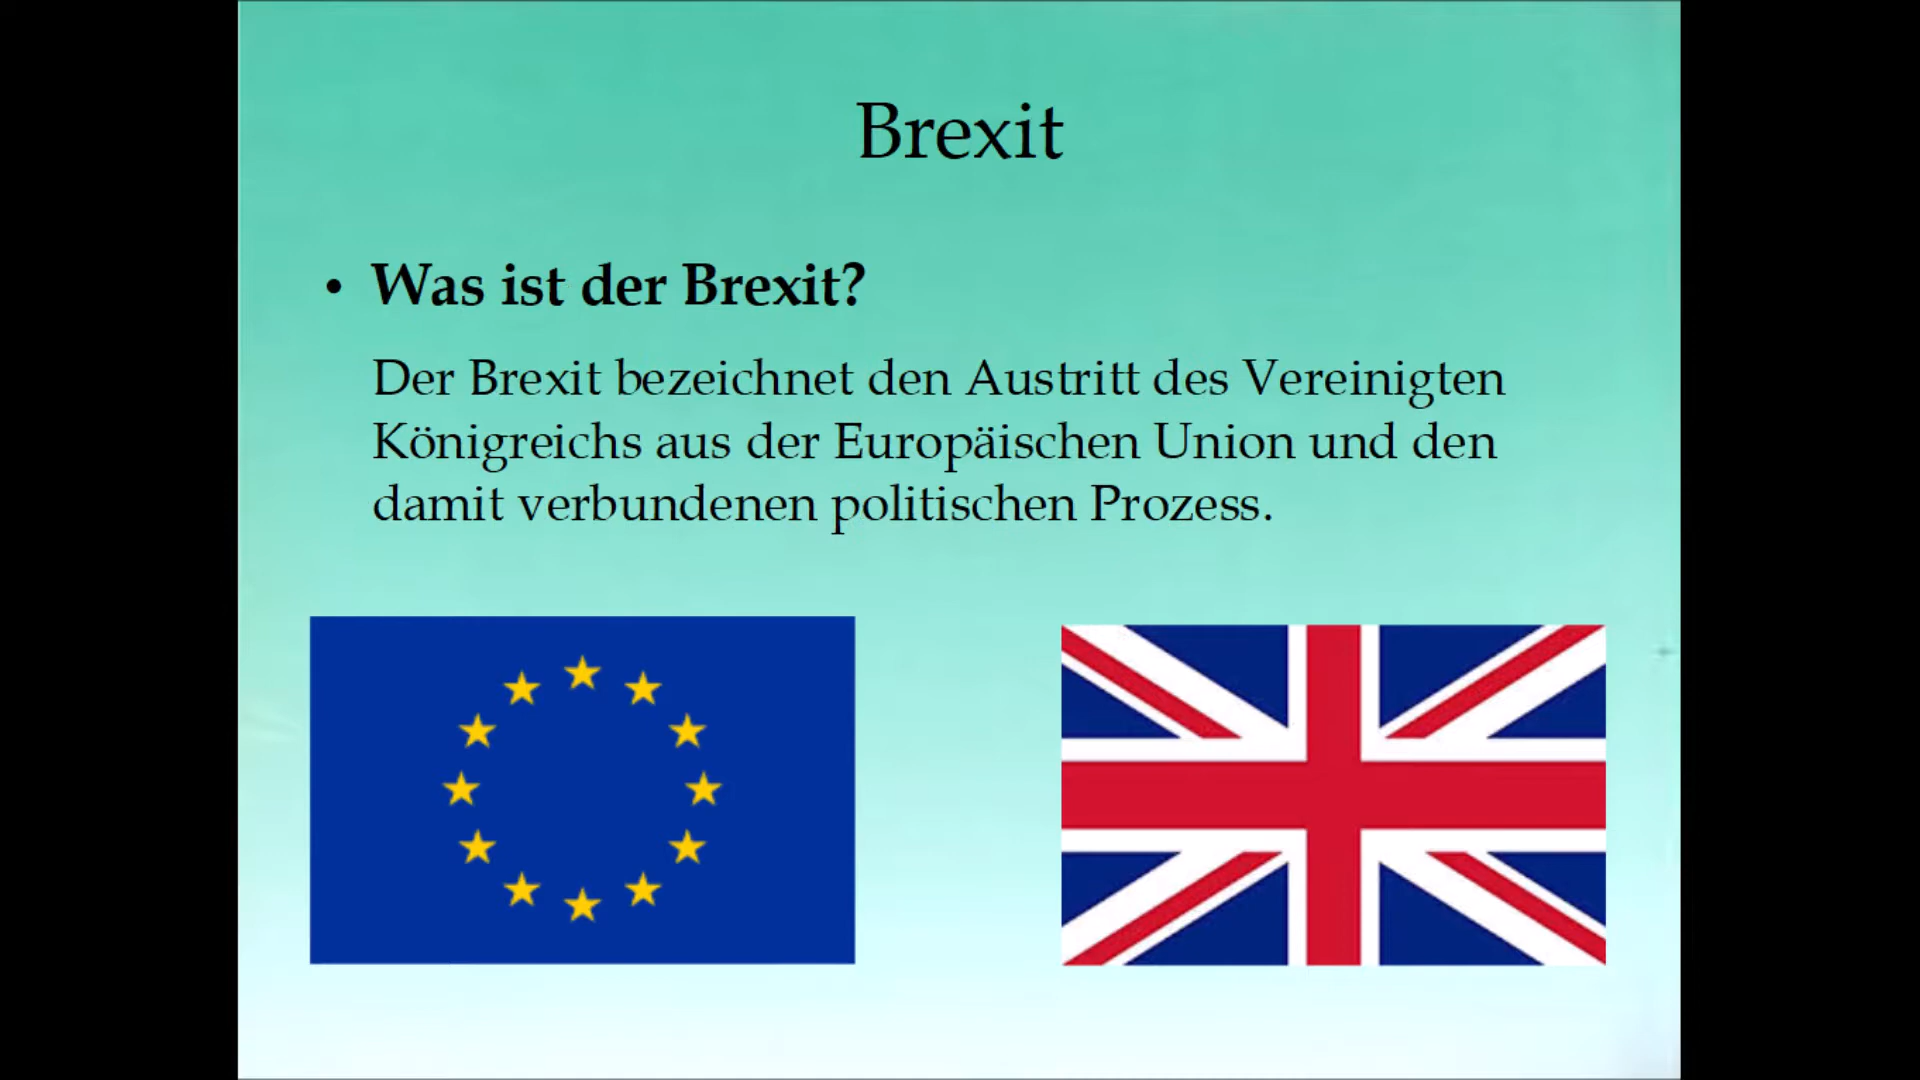 Brexit
• Was ist der Brexit?
Der Brexit bezeichnet den Austritt des Vereinigten
Königreichs aus der Europäischen Union und den
damit verbundenen politischen Prozess.